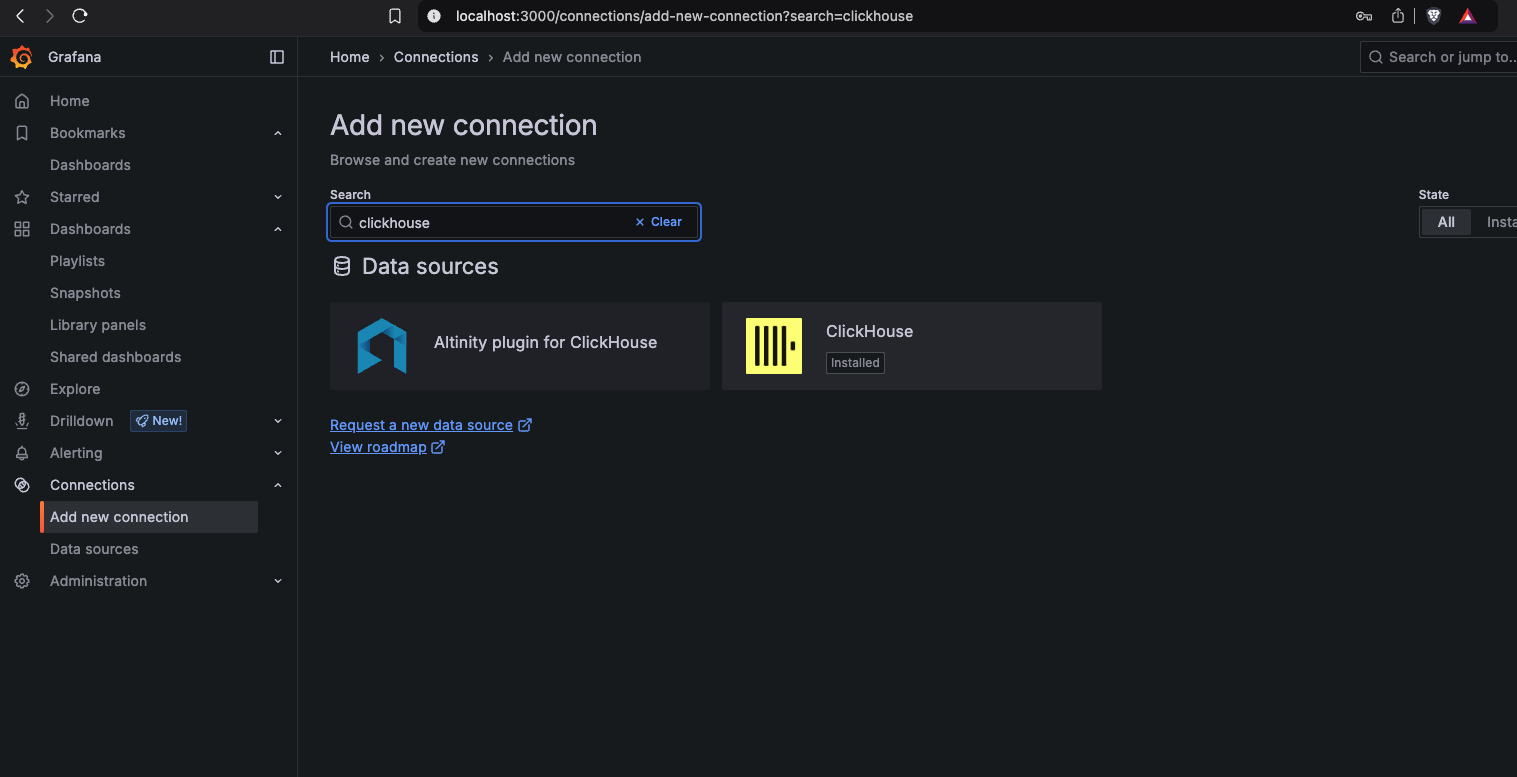 localhost:3000/connections/add-new-connection?search=clickhouse
Grafana
Home › Connections › Add new connection
Search or jump to...
Home
Bookmarks
Dashboards
Starred
Dashboards
Playlists
Snapshots
Library panels
Shared dashboards
Explore
Drilldown New!
Alerting
Connections
Add new connection
Data sources
Administration
Add new connection
Browse and create new connections
Search
State
clickhouse
Clear
All Insta
Data sources
Altinity plugin for ClickHouse
ClickHouse
Installed
Request a new data source
View roadmap